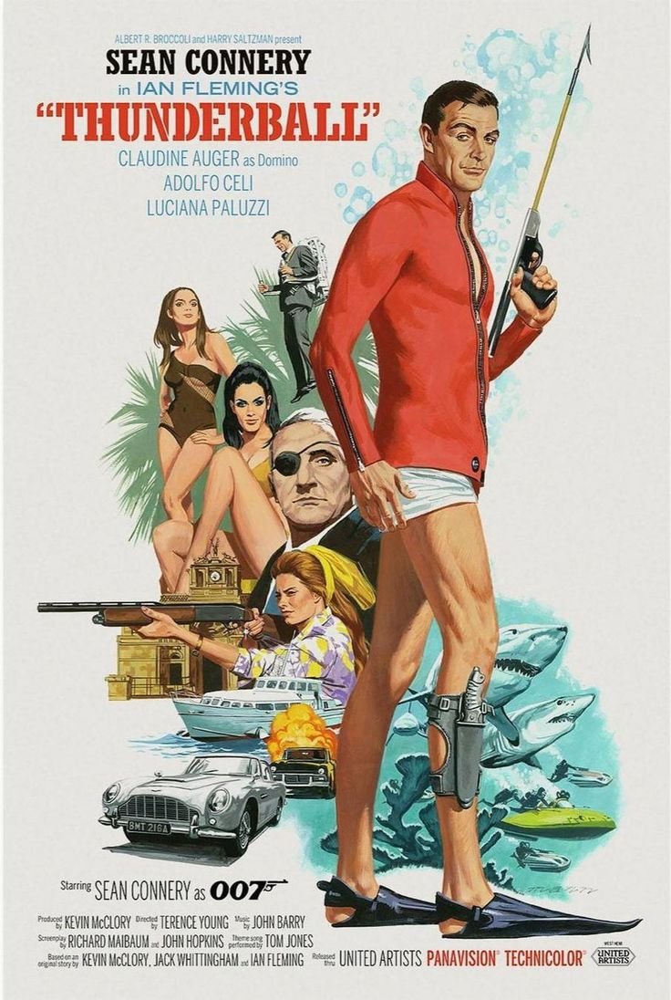 ALBERT R. BROCCOLI and HARRY SALTZMAN present
SEAN CONNERY
in IAN FLEMING'S
"THUNDERBALL"
CLAUDINE AUGER as Domino
ADOLFO CELI
LUCIANA PALUZZI
BMT 216A
Starring SEAN CONNERY as 007
Produced by KEVIN McCLORY Directed by TERENCE YOUNG Music by JOHN BARRY
Screenplay by RICHARD MAIBAUM and JOHN HOPKINS Theme song performed by TOM JONES
Based on an original story by KEVIN McCLORY, JACK WHITTINGHAM and IAN FLEMING
Released thru UNITED ARTISTS PANAVISION® TECHNICOLOR®
UNITED ARTISTS